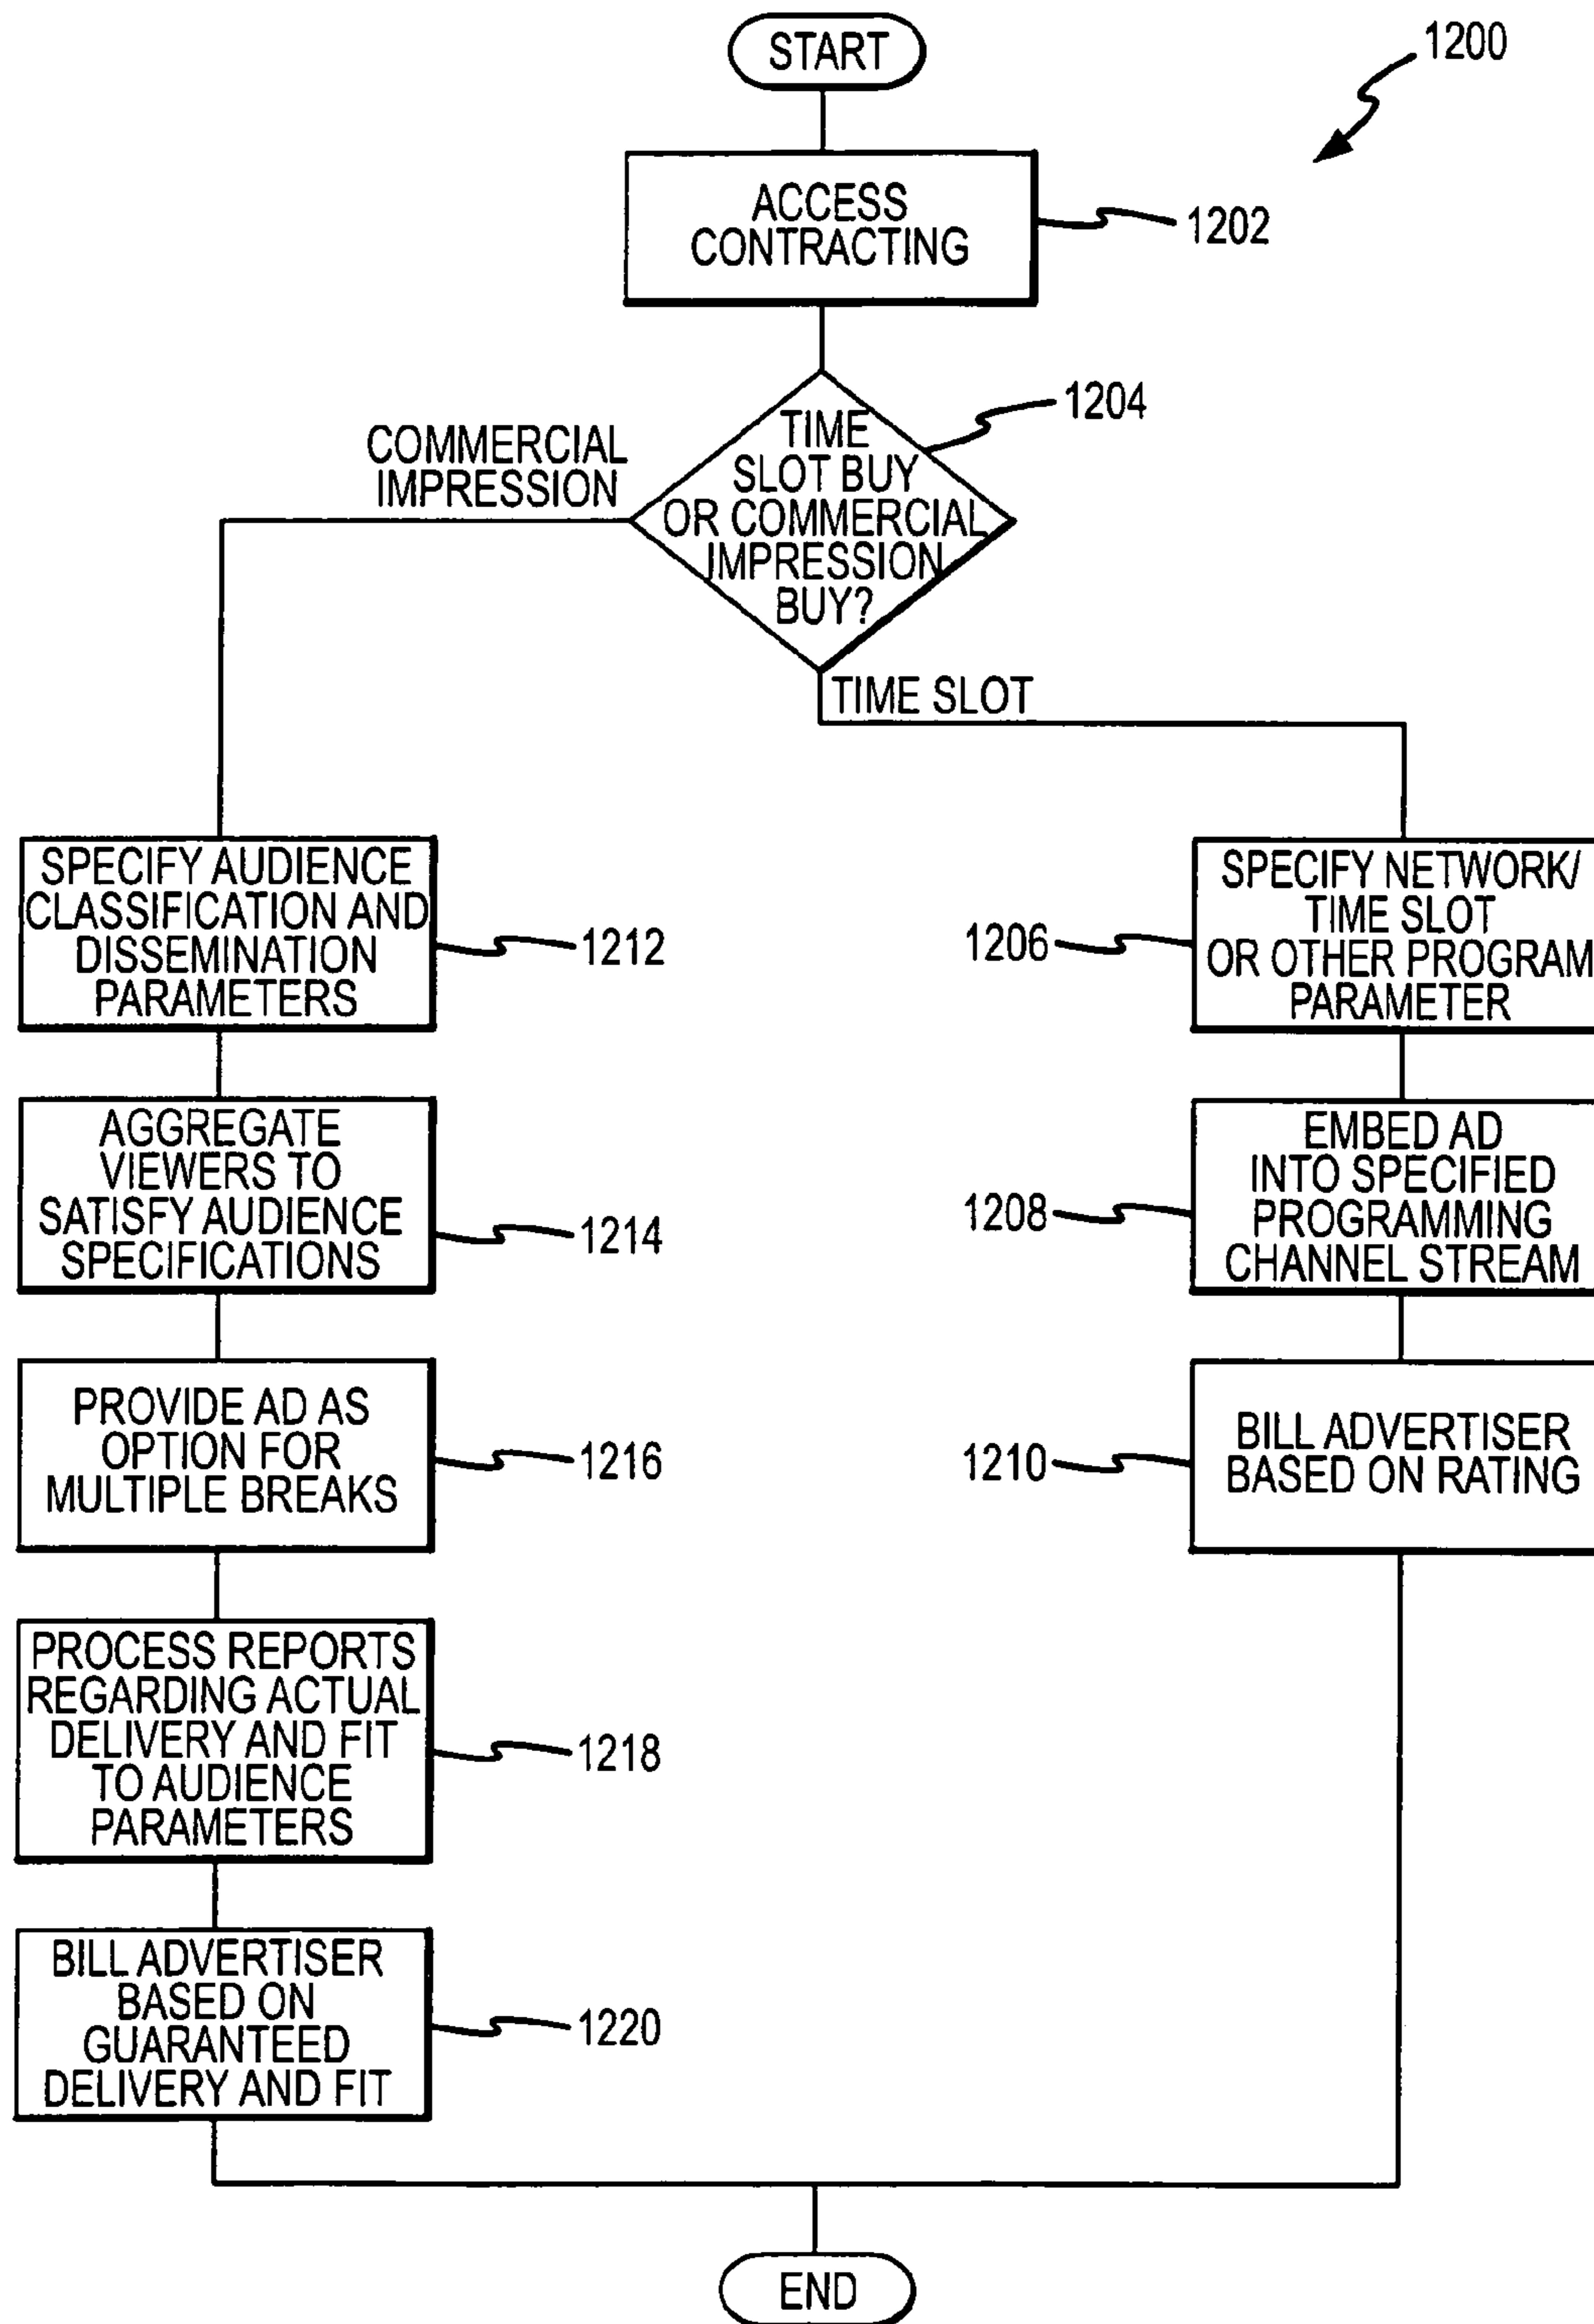 START
1200
ACCESS
CONTRACTING
1202
1204
TIME
SLOT BUY
OR COMMERCIAL
IMPRESSION
BUY?
COMMERCIAL
IMPRESSION
TIME SLOT
SPECIFY AUDIENCE
CLASSIFICATION AND
DISSEMINATION
PARAMETERS
1212
AGGREGATE
VIEWERS TO
SATISFY AUDIENCE
SPECIFICATIONS
1214
PROVIDE AD AS
OPTION FOR
MULTIPLE BREAKS
1216
PROCESS REPORTS
REGARDING ACTUAL
DELIVERY AND FIT
TO AUDIENCE
PARAMETERS
1218
BILL ADVERTISER
BASED ON
GUARANTEED
DELIVERY AND FIT
1220
1206
SPECIFY NETWORK/
TIME SLOT
OR OTHER PROGRAM
PARAMETER
1208
EMBED AD
INTO SPECIFIED
PROGRAMMING
CHANNEL STREAM
1210
BILL ADVERTISER
BASED ON RATING
END